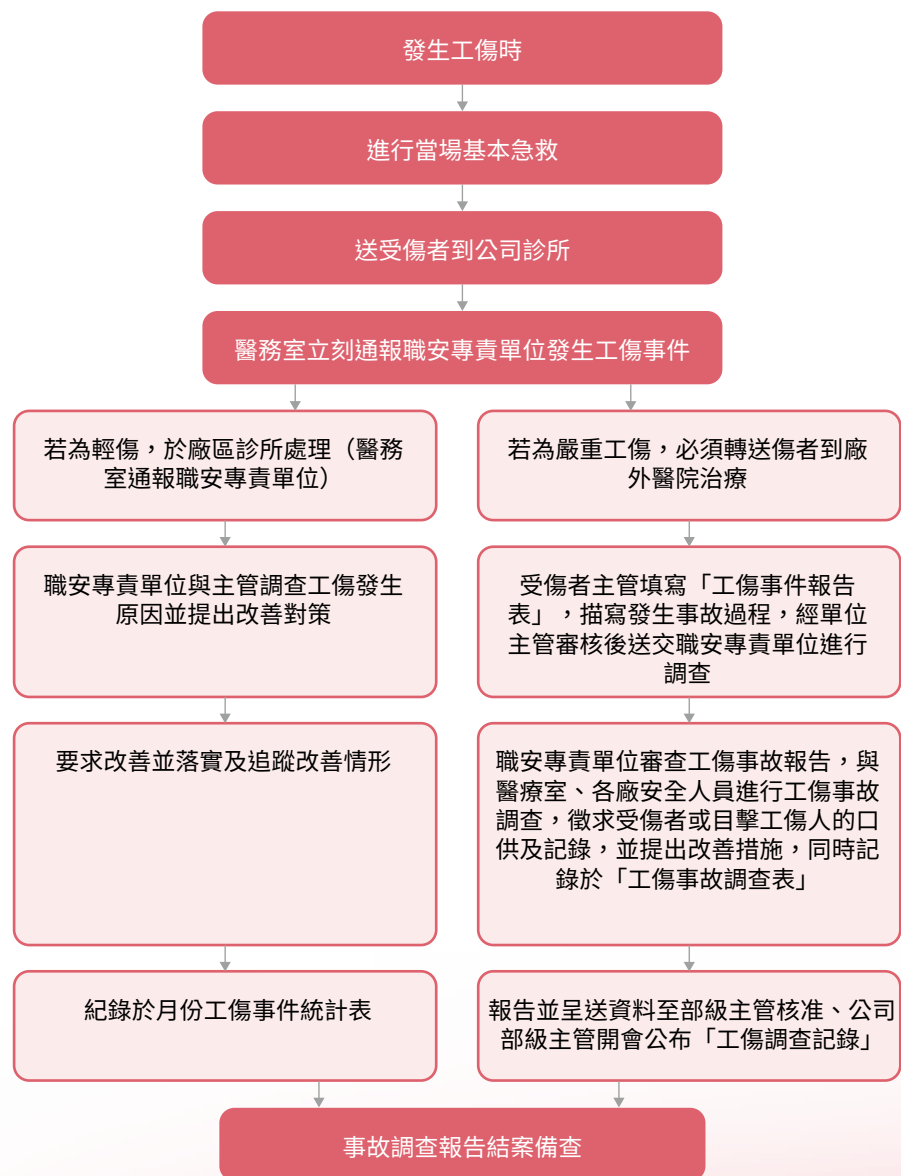 發生工傷時
進行當場基本急救
送受傷者到公司診所
醫務室立刻通報職安專責單位發生工傷事件
若為輕傷，於廠區診所處理（醫務
室通報職安專責單位）
職安專責單位與主管調查工傷發生
原因並提出改善對策
要求改善並落實及追蹤改善情形
紀錄於月份工傷事件統計表
若為嚴重工傷，必須轉送傷者到廠
外醫院治療
受傷者主管填寫「工傷事件報告
表」，描寫發生事故過程，經單位
主管審核後送交職安專責單位進行
調查
職安專責單位審查工傷事故報告，與
醫療室、各廠安全人員進行工傷事故
調查，徵求受傷者或目擊工傷人的口
供及記錄，並提出改善措施，同時記
錄於「工傷事故調查表」
報告並呈送資料至部級主管核准、公司
部級主管開會公布「工傷調查記錄」
事故調查報告結案備查